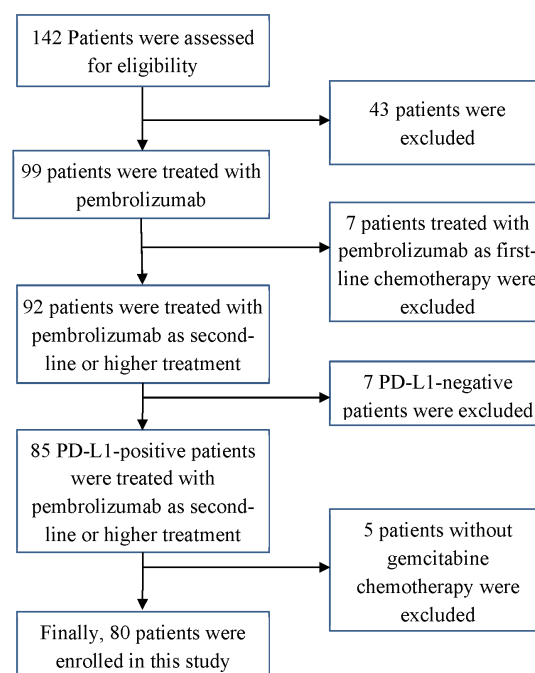 142 Patients were assessed
for eligibility
43 patients were
excluded
99 patients were treated with
pembrolizumab
7 patients treated with
pembrolizumab as first-
line chemotherapy were
excluded
92 patients were treated with
pembrolizumab as second-
line or higher treatment
7 PD-L1-negative
patients were excluded
85 PD-L1-positive patients
were treated with
pembrolizumab as second-
line or higher treatment
5 patients without
gemcitabine
chemotherapy were
excluded
Finally, 80 patients were
enrolled in this study